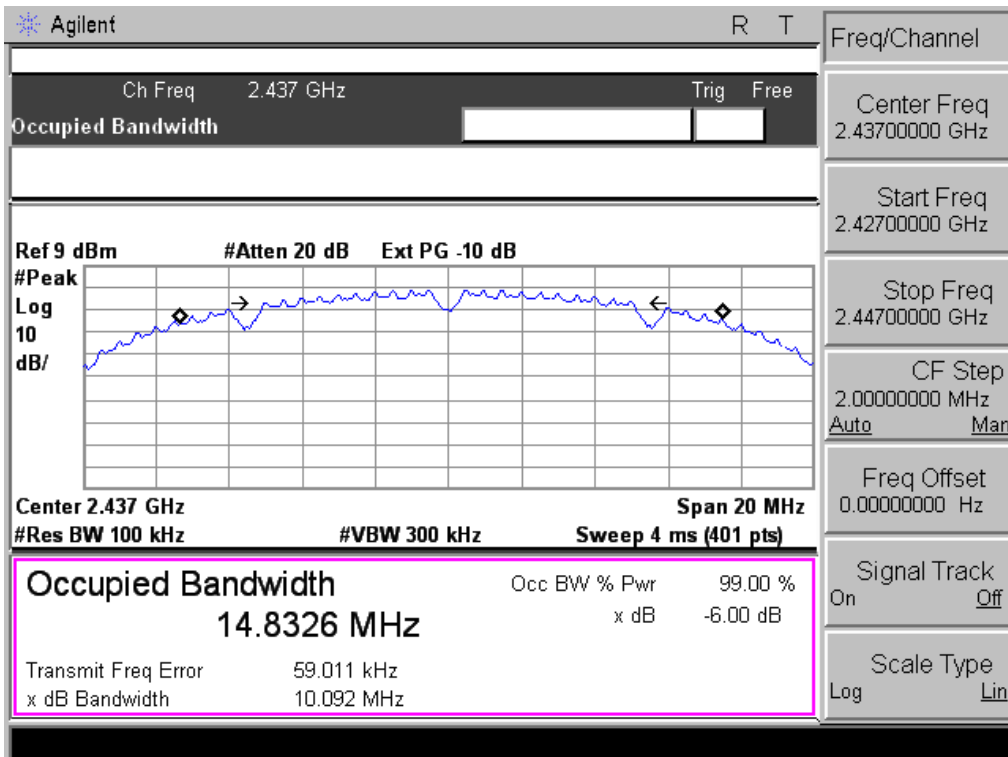 Agilent R T
Ch Freq 2.437 GHz Trig Free
Occupied Bandwidth
Ref 9 dBm #Atten 20 dB Ext PG -10 dB
#Peak
Log
10
dB/
Center 2.437 GHz Span 20 MHz
#Res BW 100 kHz #VBW 300 kHz Sweep 4 ms (401 pts)
Occupied Bandwidth
14.8326 MHz
Occ BW % Pwr 99.00 %
x dB -6.00 dB
Transmit Freq Error 59.011 kHz
x dB Bandwidth 10.092 MHz
Freq/Channel
Center Freq
2.43700000 GHz
Start Freq
2.42700000 GHz
Stop Freq
2.44700000 GHz
CF Step
2.00000000 MHz
Auto Man
Freq Offset
0.00000000 Hz
Signal Track
On Off
Scale Type
Log Lin